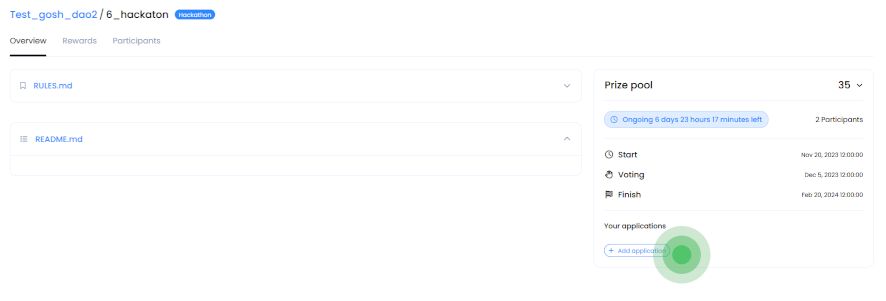 Test_gosh_dao2 / 6_hackaton Hackathon
Overview Rewards Participants
RULES.md
README.md
Prize pool 35
Ongoing 6 days 23 hours 17 minutes left 2 Participants
Start Nov 20, 2023 12:00:00
Voting Dec 5, 2023 12:00:00
Finish Feb 20, 2024 12:00:00
Your applications
+ Add application